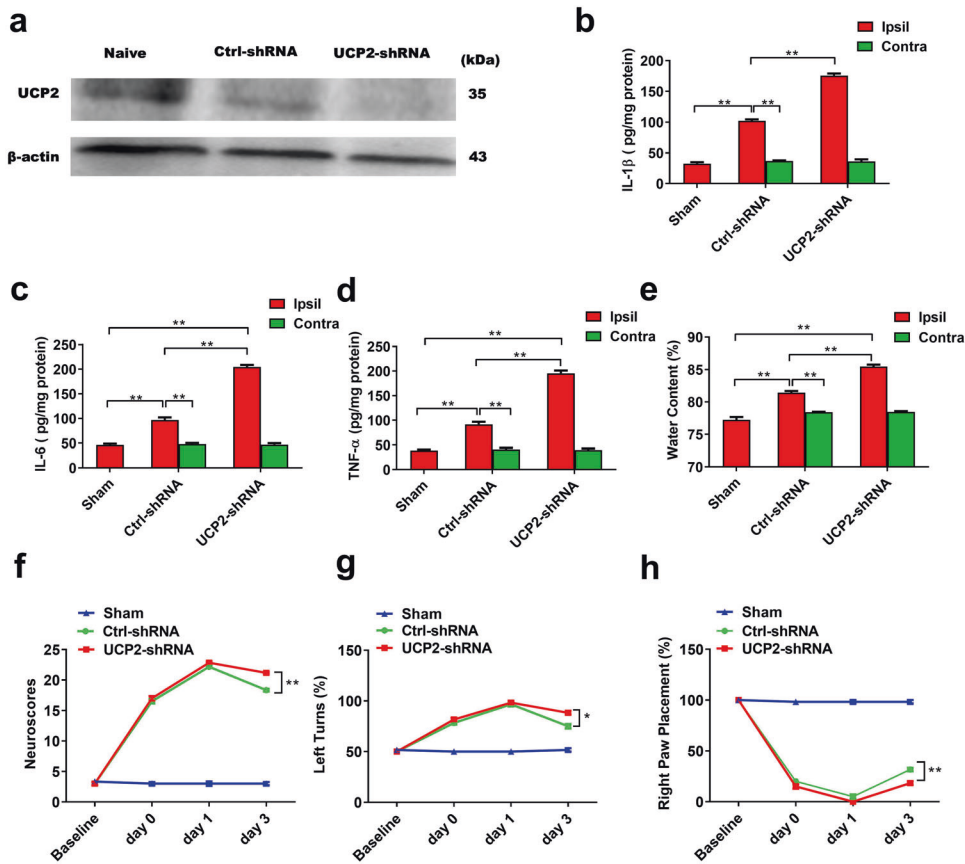 a
Naive Ctrl-shRNA UCP2-shRNA (kDa)
UCP2 35
β-actin 43
b
Ipsil
Contra
IL-1β ( pg/mg protein)
200
150
100
50
0
** ** **
Sham Ctrl-shRNA UCP2-shRNA
c
Ipsil
Contra
IL-6 ( pg/mg protein)
250
200
150
100
50
0
**
**
** **
Sham Ctrl-shRNA UCP2-shRNA
d
Ipsil
Contra
TNF-α (pg/mg protein)
250
200
150
100
50
0
**
**
** **
Sham Ctrl-shRNA UCP2-shRNA
e
Ipsil
Contra
Water Content (%)
90
85
80
75
70
**
**
** **
Sham Ctrl-shRNA UCP2-shRNA
f
Sham
Ctrl-shRNA
UCP2-shRNA
Neuroscores
25
20
15
10
5
0
**
Baseline day 0 day 1 day 3
g
Sham
Ctrl-shRNA
UCP2-shRNA
Left Turns (%)
150
100
50
0
*
Baseline day 0 day 1 day 3
h
Sham
Ctrl-shRNA
UCP2-shRNA
Right Paw Placement (%)
150
100
50
0
**
Baseline day 0 day 1 day 3